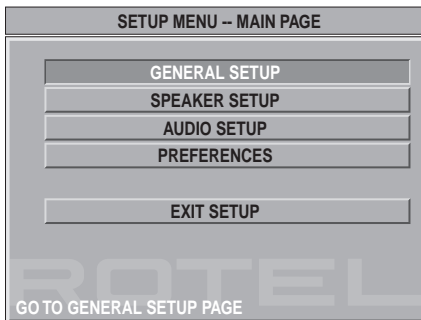 SETUP MENU -- MAIN PAGE
GENERAL SETUP
SPEAKER SETUP
AUDIO SETUP
PREFERENCES
EXIT SETUP
ROTEL
GO TO GENERAL SETUP PAGE